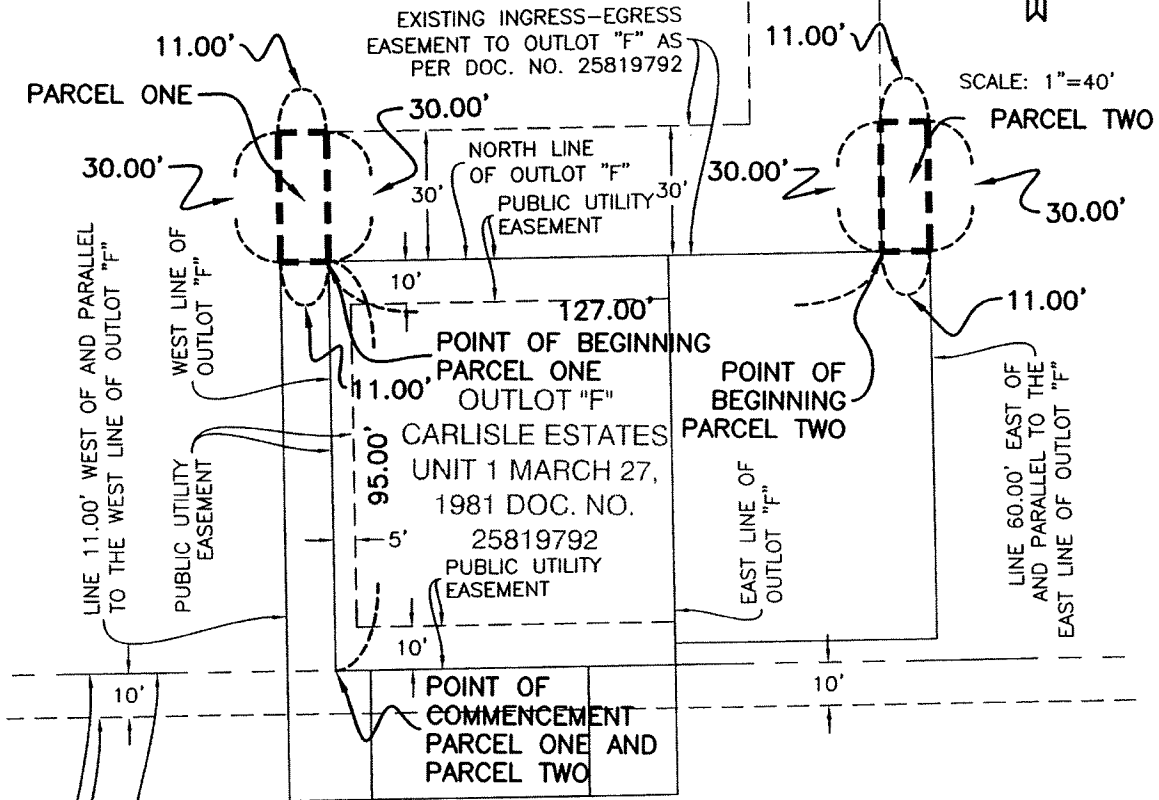 EXISTING INGRESS-EGRESS
EASEMENT TO OUTLOT "F" AS
PER DOC. NO. 25819792
11.00'
PARCEL ONE
30.00'
30.00'
30'
NORTH LINE
OF OUTLOT "F"
PUBLIC UTILITY
EASEMENT
30'
11.00'
SCALE: 1"=40'
PARCEL TWO
30.00'
30.00'
11.00'
10'
127.00'
POINT OF BEGINNING
PARCEL ONE
11.00'
OUTLOT "F"
CARLISLE ESTATES
UNIT 1 MARCH 27,
1981 DOC. NO.
25819792
POINT OF
BEGINNING
PARCEL TWO
LINE 11.00' WEST OF AND PARALLEL
TO THE WEST LINE OF OUTLOT "F"
WEST LINE OF
OUTLOT "F"
PUBLIC UTILITY
EASEMENT
95.00'
5'
PUBLIC UTILITY
EASEMENT
EAST LINE OF
OUTLOT "F"
LINE 60.00' EAST OF
AND PARALLEL TO THE
EAST LINE OF OUTLOT "F"
10'
10'
10'
POINT OF
COMMENCEMENT
PARCEL ONE AND
PARCEL TWO